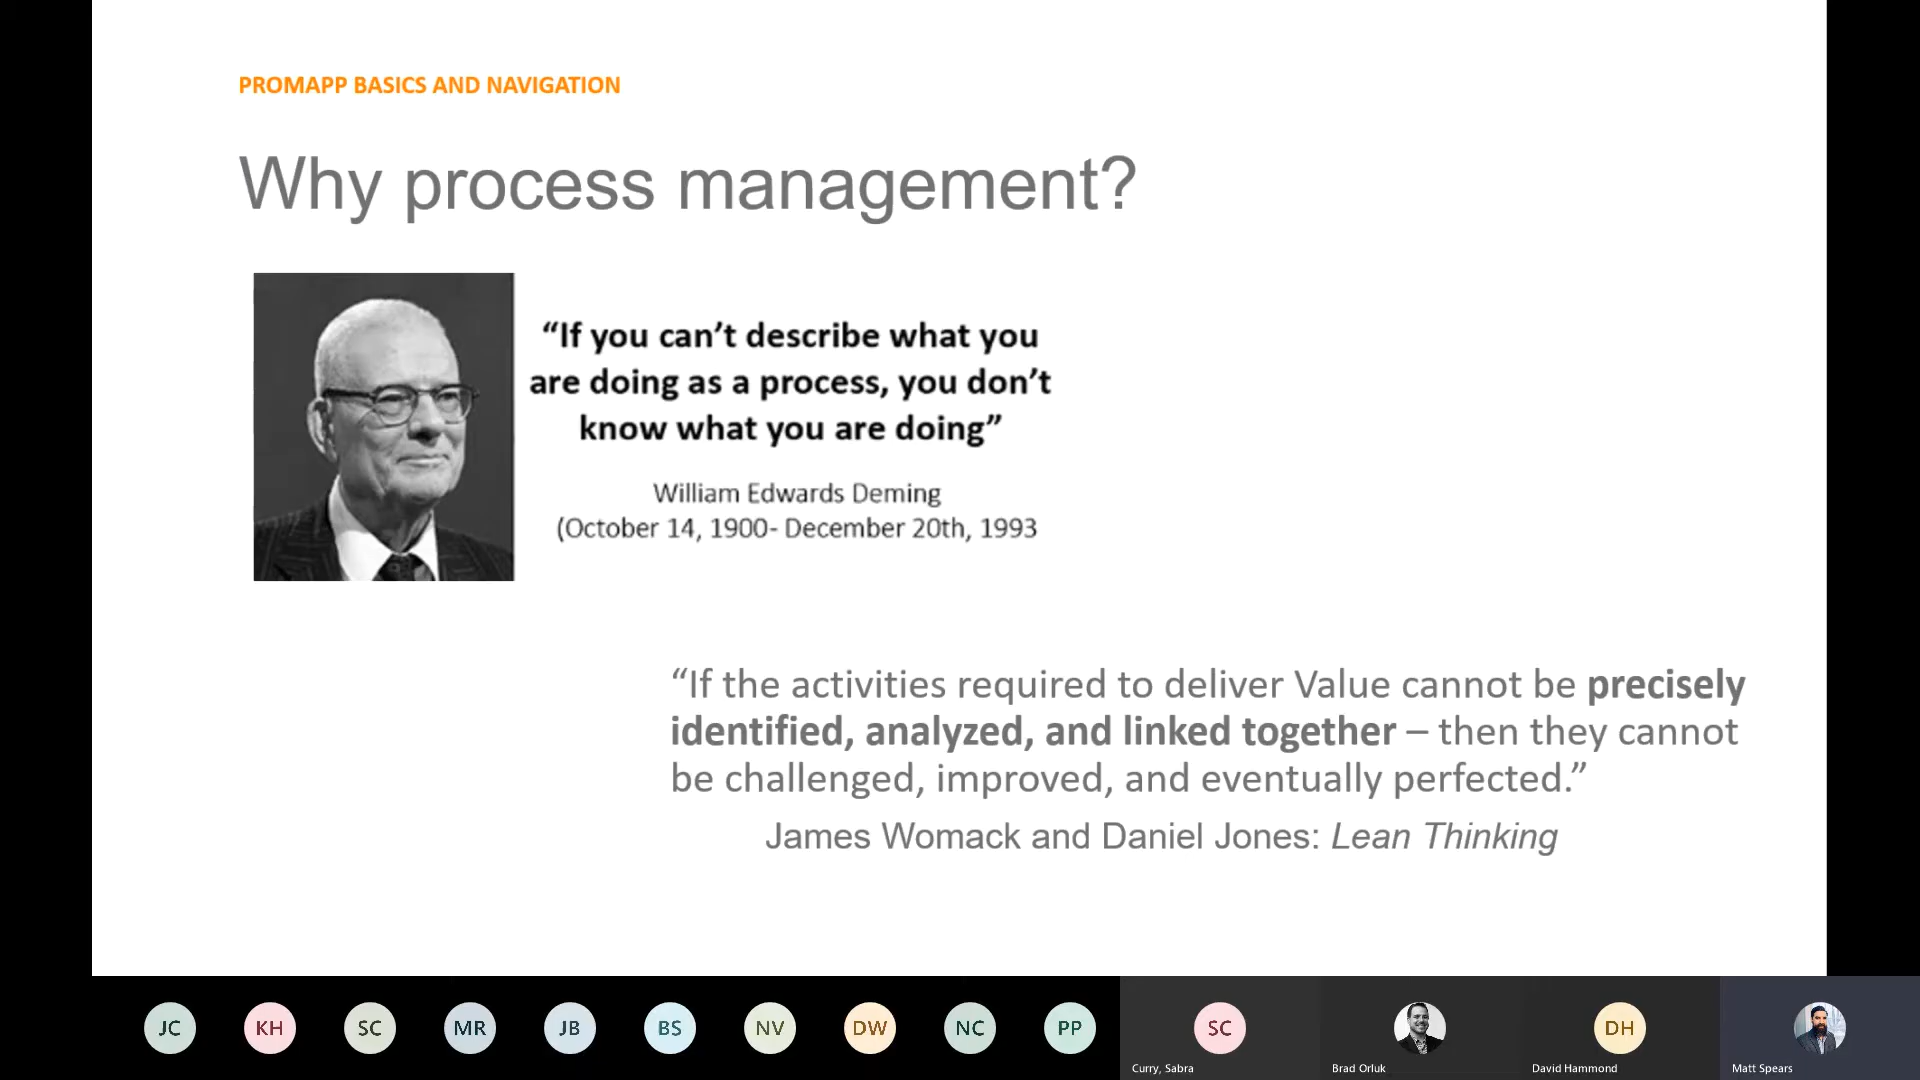 PROMAPP BASICS AND NAVIGATION
Why process management?
“If you can’t describe what you
are doing as a process, you don’t
know what you are doing”
William Edwards Deming
(October 14, 1900- December 20th, 1993
“If the activities required to deliver Value cannot be precisely
identified, analyzed, and linked together – then they cannot
be challenged, improved, and eventually perfected.”
James Womack and Daniel Jones: Lean Thinking
JC KH SC MR JB BS NV DW NC PP SC DH
Curry, Sabra Brad Orluk David Hammond Matt Spears